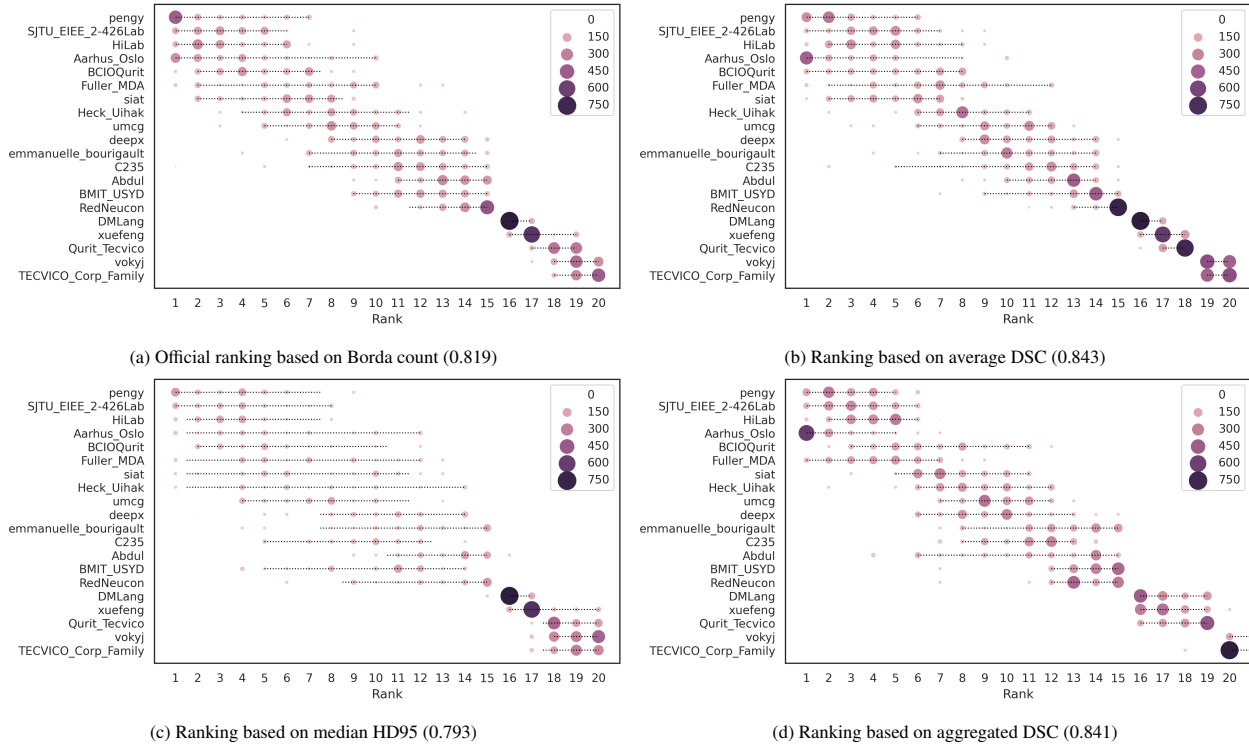 pengy
SJTU_EIEE_2-426Lab
HiLab
Aarhus_Oslo
BCIOQurit
Fuller_MDA
siat
Heck_Uihak
umcg
deepx
emmanuelle_bourigault
C235
Abdul
BMIT_USYD
RedNeucon
DMLang
xuefeng
Qurit_Tecvico
vokyj
TECVICO_Corp_Family
0
150
300
450
600
750
1 2 3 4 5 6 7 8 9 10 11 12 13 14 15 16 17 18 19 20
Rank
(a) Official ranking based on Borda count (0.819)
pengy
SJTU_EIEE_2-426Lab
HiLab
Aarhus_Oslo
BCIOQurit
Fuller_MDA
siat
Heck_Uihak
umcg
deepx
emmanuelle_bourigault
C235
Abdul
BMIT_USYD
RedNeucon
DMLang
xuefeng
Qurit_Tecvico
vokyj
TECVICO_Corp_Family
0
150
300
450
600
750
1 2 3 4 5 6 7 8 9 10 11 12 13 14 15 16 17 18 19 20
Rank
(b) Ranking based on average DSC (0.843)
pengy
SJTU_EIEE_2-426Lab
HiLab
Aarhus_Oslo
BCIOQurit
Fuller_MDA
siat
Heck_Uihak
umcg
deepx
emmanuelle_bourigault
C235
Abdul
BMIT_USYD
RedNeucon
DMLang
xuefeng
Qurit_Tecvico
vokyj
TECVICO_Corp_Family
0
150
300
450
600
750
1 2 3 4 5 6 7 8 9 10 11 12 13 14 15 16 17 18 19 20
Rank
(c) Ranking based on median HD95 (0.793)
pengy
SJTU_EIEE_2-426Lab
HiLab
Aarhus_Oslo
BCIOQurit
Fuller_MDA
siat
Heck_Uihak
umcg
deepx
emmanuelle_bourigault
C235
Abdul
BMIT_USYD
RedNeucon
DMLang
xuefeng
Qurit_Tecvico
vokyj
TECVICO_Corp_Family
0
150
300
450
600
750
1 2 3 4 5 6 7 8 9 10 11 12 13 14 15 16 17 18 19 20
Rank
(d) Ranking based on aggregated DSC (0.841)